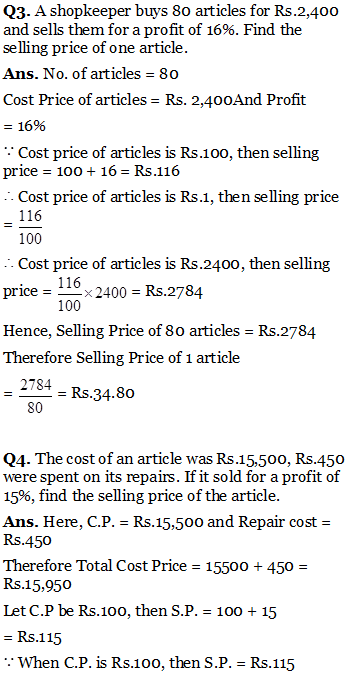 Q3. A shopkeeper buys 80 articles for Rs.2,400
and sells them for a profit of 16%. Find the
selling price of one article.
Ans. No. of articles = 80
Cost Price of articles = Rs. 2,400And Profit
= 16%
∵ Cost price of articles is Rs.100, then selling
price = 100 + 16 = Rs.116
∴ Cost price of articles is Rs.1, then selling price
= 116/100
∴ Cost price of articles is Rs.2400, then selling
price = 116/100 × 2400 = Rs.2784
Hence, Selling Price of 80 articles = Rs.2784
Therefore Selling Price of 1 article
= 2784/80 = Rs.34.80
Q4. The cost of an article was Rs.15,500, Rs.450
were spent on its repairs. If it sold for a profit of
15%, find the selling price of the article.
Ans. Here, C.P. = Rs.15,500 and Repair cost =
Rs.450
Therefore Total Cost Price = 15500 + 450 =
Rs.15,950
Let C.P be Rs.100, then S.P. = 100 + 15
= Rs.115
∵ When C.P. is Rs.100, then S.P. = Rs.115